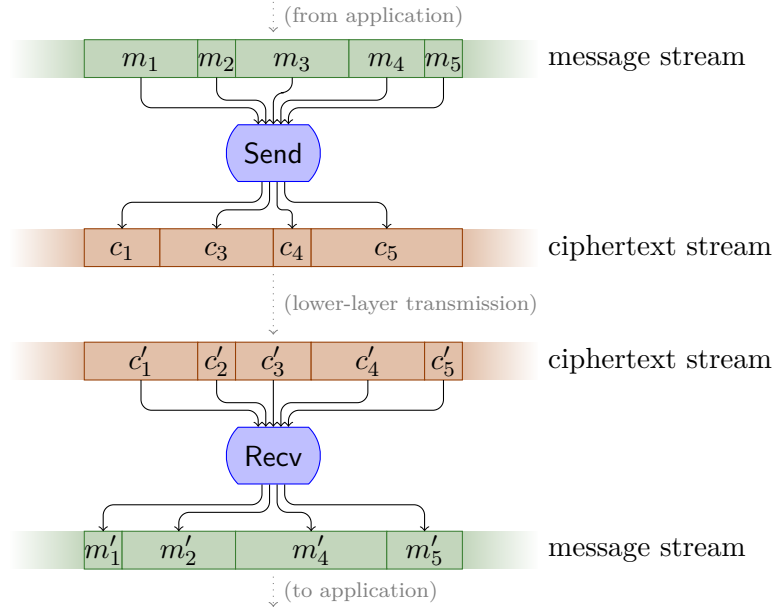 (from application)
m₁ m₂ m₃ m₄ m₅ message stream
Send
c₁ c₃ c₄ c₅ ciphertext stream
(lower-layer transmission)
c′₁ c′₂ c′₃ c′₄ c′₅ ciphertext stream
Recv
m′₁ m′₂ m′₄ m′₅ message stream
(to application)